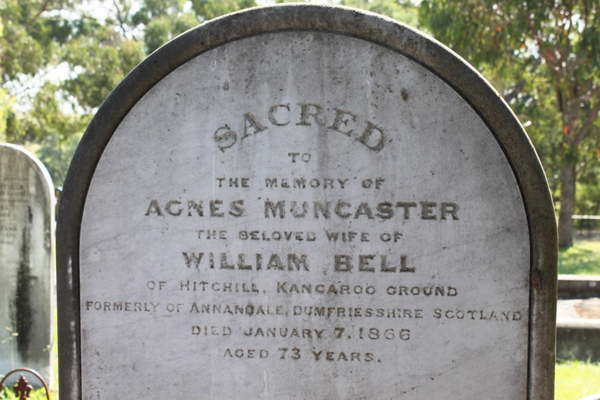 SACRED
TO
THE MEMORY OF
AGNES MUNCASTER
THE BELOVED WIFE OF
WILLIAM BELL
OF HITCHILL, KANGAROO GROUND
FORMERLY OF ANNANDALE, DUMFRIESSHIRE SCOTLAND
DIED JANUARY 7. 1866
AGED 73 YEARS.